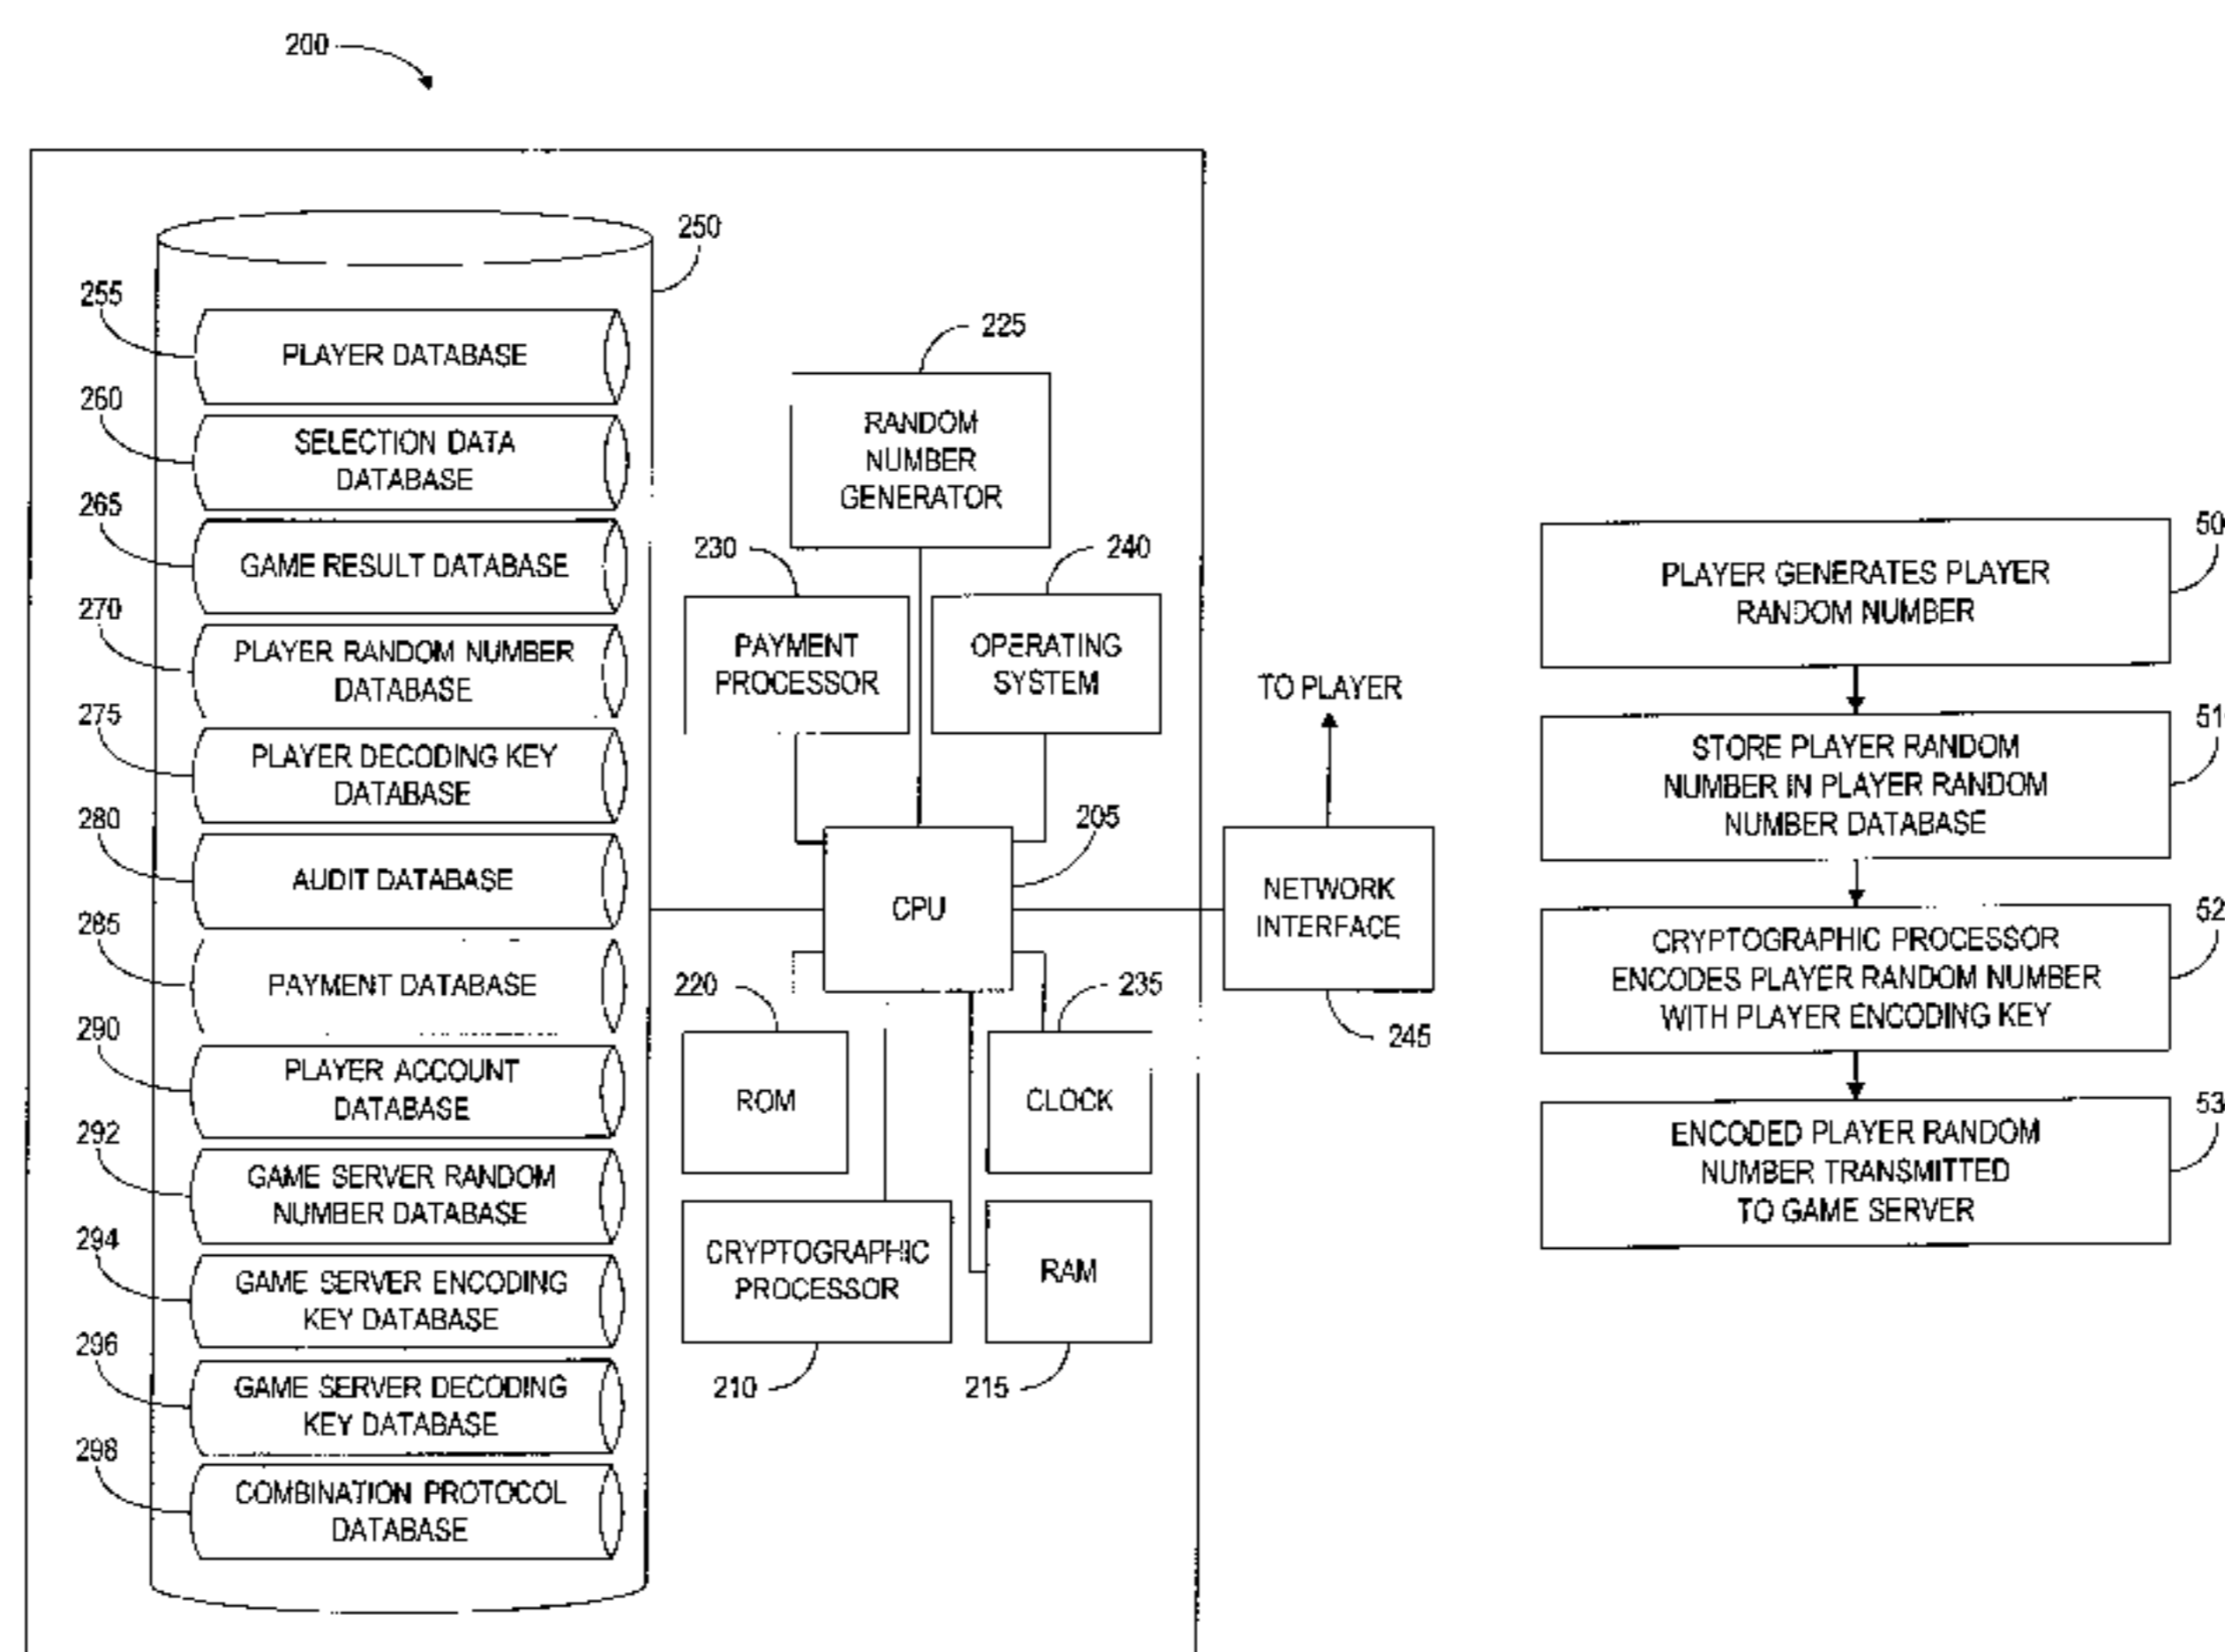 200
250
255
PLAYER DATABASE
260
SELECTION DATA
DATABASE
265
GAME RESULT DATABASE
270
PLAYER RANDOM NUMBER
DATABASE
275
PLAYER DECODING KEY
DATABASE
280
AUDIT DATABASE
285
PAYMENT DATABASE
290
PLAYER ACCOUNT
DATABASE
292
GAME SERVER RANDOM
NUMBER DATABASE
294
GAME SERVER ENCODING
KEY DATABASE
296
GAME SERVER DECODING
KEY DATABASE
298
COMBINATION PROTOCOL
DATABASE
225
RANDOM
NUMBER
GENERATOR
230
PAYMENT
PROCESSOR
240
OPERATING
SYSTEM
205
CPU
220
ROM
235
CLOCK
CRYPTOGRAPHIC
PROCESSOR
210
RAM
215
TO PLAYER
NETWORK
INTERFACE
245
50
PLAYER GENERATES PLAYER
RANDOM NUMBER
51
STORE PLAYER RANDOM
NUMBER IN PLAYER RANDOM
NUMBER DATABASE
52
CRYPTOGRAPHIC PROCESSOR
ENCODES PLAYER RANDOM NUMBER
WITH PLAYER ENCODING KEY
53
ENCODED PLAYER RANDOM
NUMBER TRANSMITTED
TO GAME SERVER